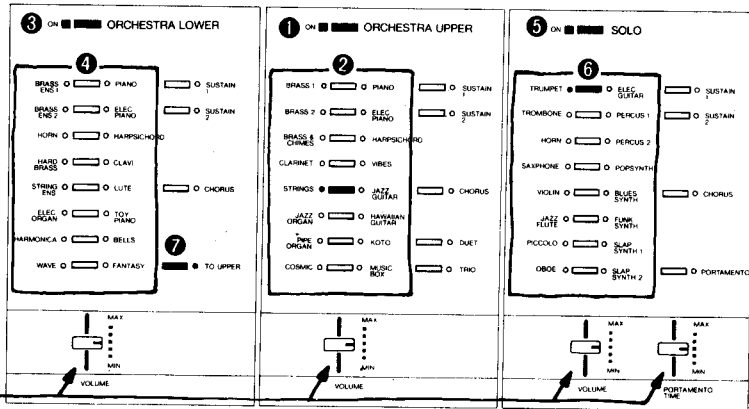 3 ON ORCHESTRA LOWER
4
BRASS ENS 1 PIANO SUSTAIN 1
BRASS ENS 2 ELEC PIANO SUSTAIN 2
HORN HARPSICHORD
HARD BRASS CLAVI
STRING ENS LUTE CHORUS
ELEC ORGAN TOY PIANO
HARMONICA BELLS
7
WAVE FANTASY TO UPPER
MAX
MIN
VOLUME
1 ON ORCHESTRA UPPER
2
BRASS 1 PIANO SUSTAIN 1
BRASS 2 ELEC PIANO SUSTAIN 2
BRASS & CHIMES HARPSICHORD
CLARINET VIBES
STRINGS JAZZ GUITAR CHORUS
JAZZ ORGAN HAWAIIAN GUITAR
PIPE ORGAN KOTO DUET
COSMIC MUSIC BOX TRIO
MAX
MIN
VOLUME
5 ON SOLO
6
TRUMPET ELEC GUITAR SUSTAIN 1
TROMBONE PERCUS 1 SUSTAIN 2
HORN PERCUS 2
SAXPHONE POPSYNTH
VIOLIN BLUES SYNTH CHORUS
JAZZ FLUTE FUNK SYNTH
PICCOLO SLAP SYNTH 1
OBOE SLAP SYNTH 2 PORTAMENTO
MAX
MIN
VOLUME
MAX
MIN
PORTAMENTO TIME